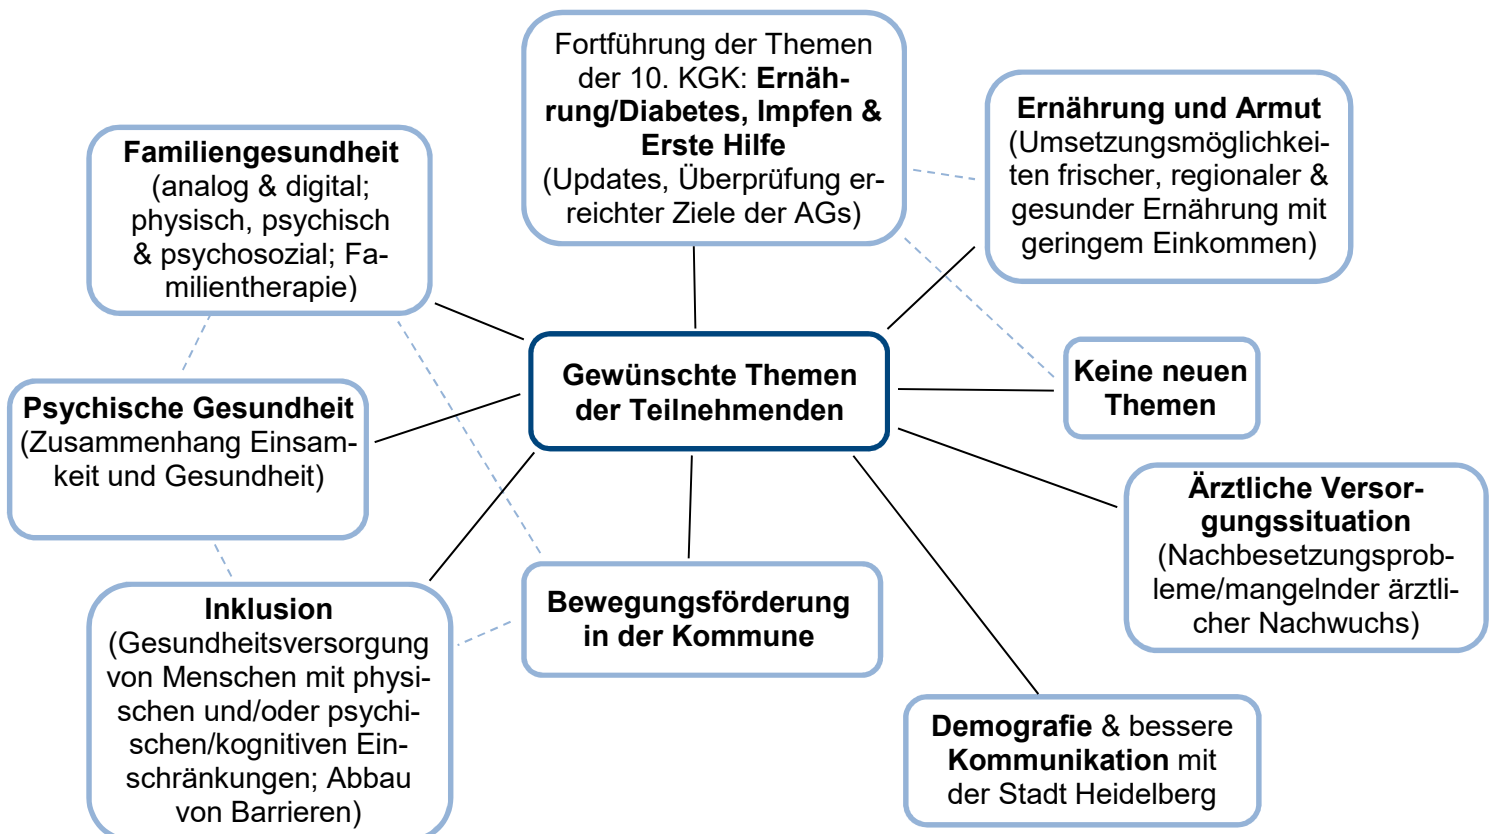 Fortführung der Themen
der 10. KGK: Ernäh-
rung/Diabetes, Impfen &
Erste Hilfe
(Updates, Überprüfung er-
reichter Ziele der AGs)
Ernährung und Armut
(Umsetzungsmöglichkei-
ten frischer, regionaler &
gesunder Ernährung mit
geringem Einkommen)
Familiengesundheit
(analog & digital;
physisch, psychisch
& psychosozial; Fa-
milientherapie)
Gewünschte Themen
der Teilnehmenden
Keine neuen
Themen
Psychische Gesundheit
(Zusammenhang Einsam-
keit und Gesundheit)
Ärztliche Versor-
gungssituation
(Nachbesetzungsprob-
leme/mangelnder ärztli-
cher Nachwuchs)
Inklusion
(Gesundheitsversorgung
von Menschen mit physi-
schen und/oder psychi-
schen/kognitiven Ein-
schränkungen; Abbau
von Barrieren)
Bewegungsförderung
in der Kommune
Demografie & bessere
Kommunikation mit
der Stadt Heidelberg